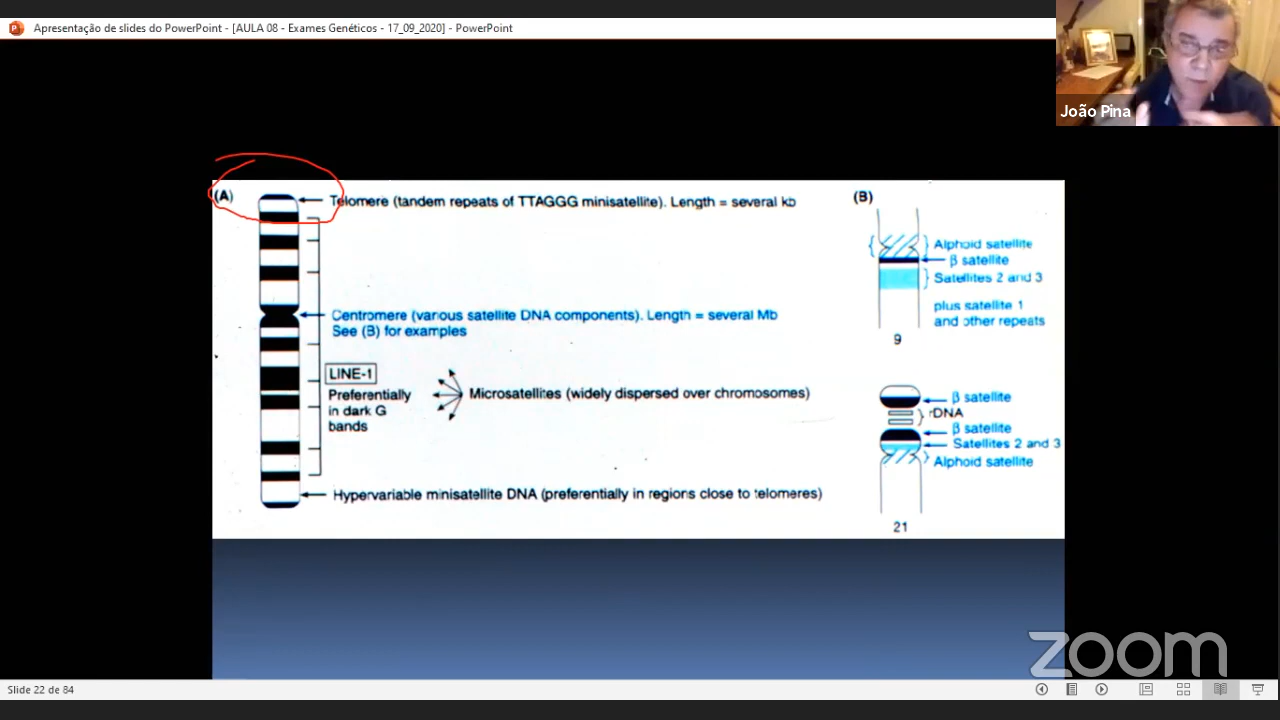 Apresentação de slides do PowerPoint - [AULA 08 - Exames Genéticos - 17_09_2020] - PowerPoint
João Pina
(A)
Telomere (tandem repeats of TTAGGG minisatellite). Length = several kb
Centromere (various satellite DNA components). Length = several Mb
See (B) for examples
LINE-1
Preferentially
in dark G
bands
Microsatellites (widely dispersed over chromosomes)
Hypervariable minisatellite DNA (preferentially in regions close to telomeres)
(B)
Alphoid satellite
β satellite
Satellites 2 and 3
plus satellite 1
and other repeats
9
β satellite
rDNA
β satellite
Satellites 2 and 3
Alphoid satellite
21
zoom
Slide 22 de 84